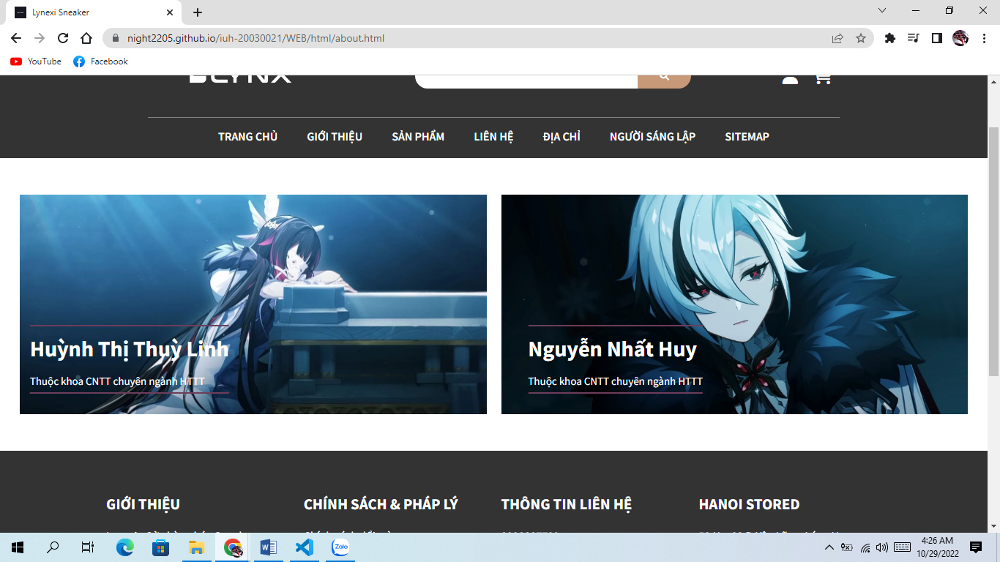 Lynexi Sneaker
night2205.github.io/iuh-20030021/WEB/html/about.html
YouTube Facebook
LYNX
TRANG CHỦ GIỚI THIỆU SẢN PHẨM LIÊN HỆ ĐỊA CHỈ NGƯỜI SÁNG LẬP SITEMAP
Huỳnh Thị Thuỳ Linh
Thuộc khoa CNTT chuyên ngành HTTT
Nguyễn Nhất Huy
Thuộc khoa CNTT chuyên ngành HTTT
GIỚI THIỆU CHÍNH SÁCH & PHÁP LÝ THÔNG TIN LIÊN HỆ HANOI STORED
Zalo
4:26 AM
10/29/2022